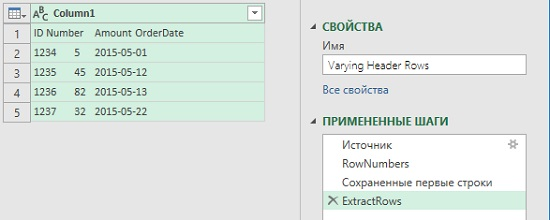 ABC Column1
1 ID Number Amount OrderDate
2 1234 5 2015-05-01
3 1235 45 2015-05-12
4 1236 82 2015-05-13
5 1237 32 2015-05-22
СВОЙСТВА
Имя
Varying Header Rows
Все свойства
ПРИМЕНЕННЫЕ ШАГИ
Источник
RowNumbers
Сохраненные первые строки
ExtractRows